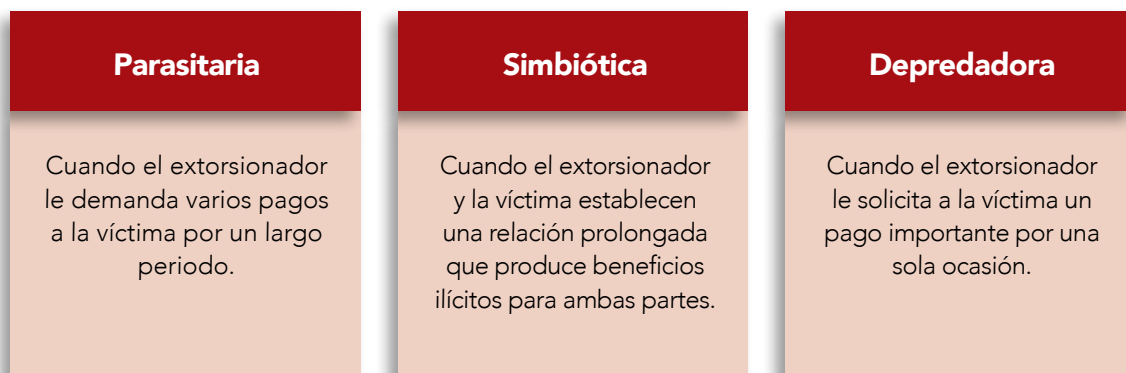 Parasitaria
Cuando el extorsionador
le demanda varios pagos
a la víctima por un largo
periodo.
Simbiótica
Cuando el extorsionador
y la víctima establecen
una relación prolongada
que produce beneficios
ilícitos para ambas partes.
Depredadora
Cuando el extorsionador
le solicita a la víctima un
pago importante por una
sola ocasión.